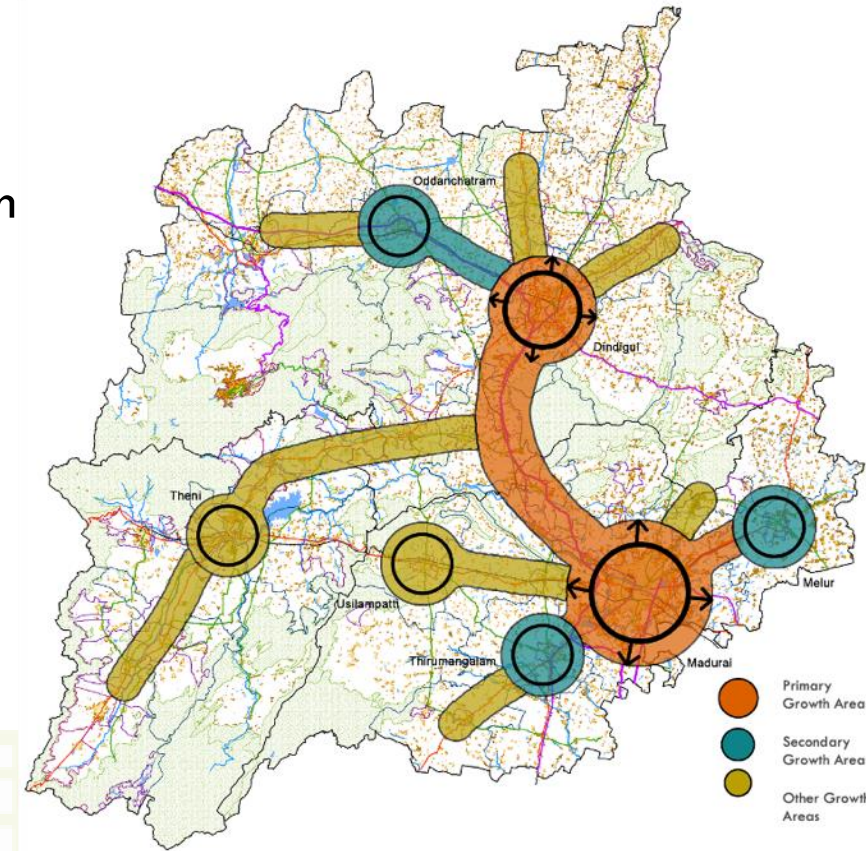 n
Oddanchatram
Dindigul
Theni
Usilampatti
Melur
Thirumangalam
Madurai
Primary
Growth Area
Secondary
Growth Area
Other Growth
Areas